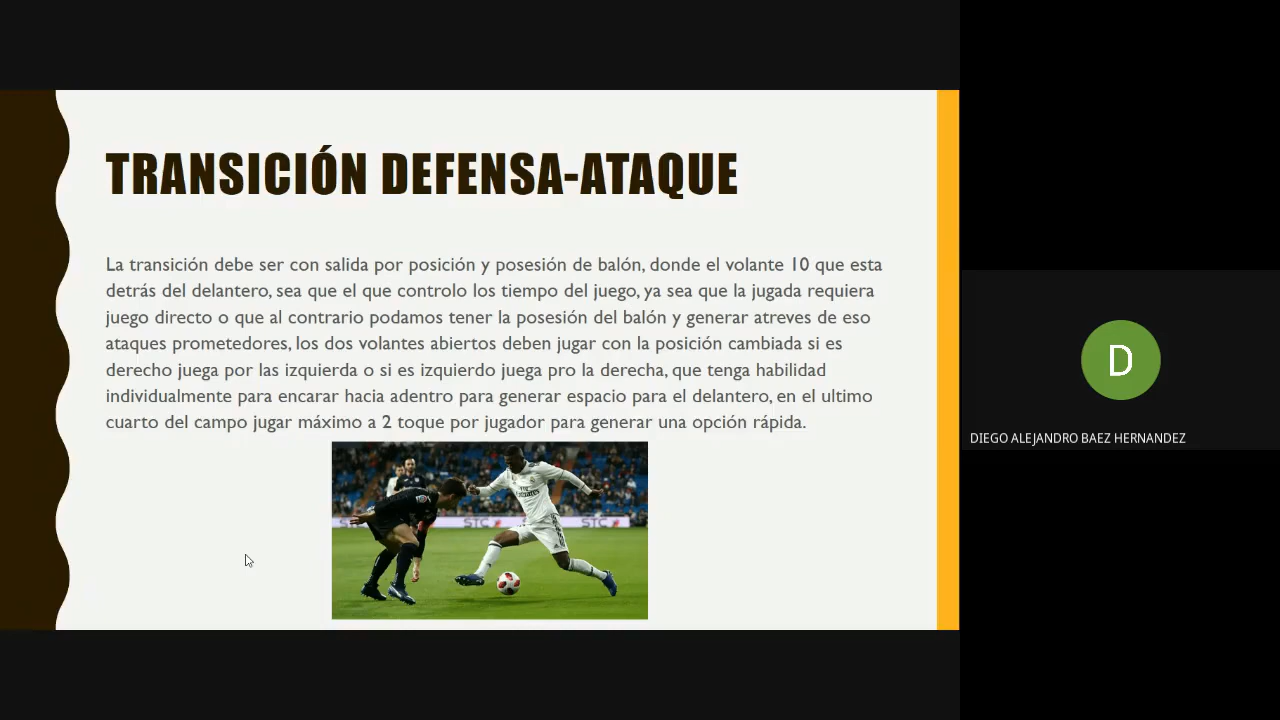 TRANSICIÓN DEFENSA-ATAQUE
La transición debe ser con salida por posición y posesión de balón, donde el volante 10 que esta
detrás del delantero, sea que el que controlo los tiempo del juego, ya sea que la jugada requiera
juego directo o que al contrario podamos tener la posesión del balón y generar atreves de eso
ataques prometedores, los dos volantes abiertos deben jugar con la posición cambiada si es
derecho juega por las izquierda o si es izquierdo juega pro la derecha, que tenga habilidad
individualmente para encarar hacia adentro para generar espacio para el delantero, en el ultimo
cuarto del campo jugar máximo a 2 toque por jugador para generar una opción rápida.
STC
STC
Fly
Emirates
D
DIEGO ALEJANDRO BAEZ HERNANDEZ